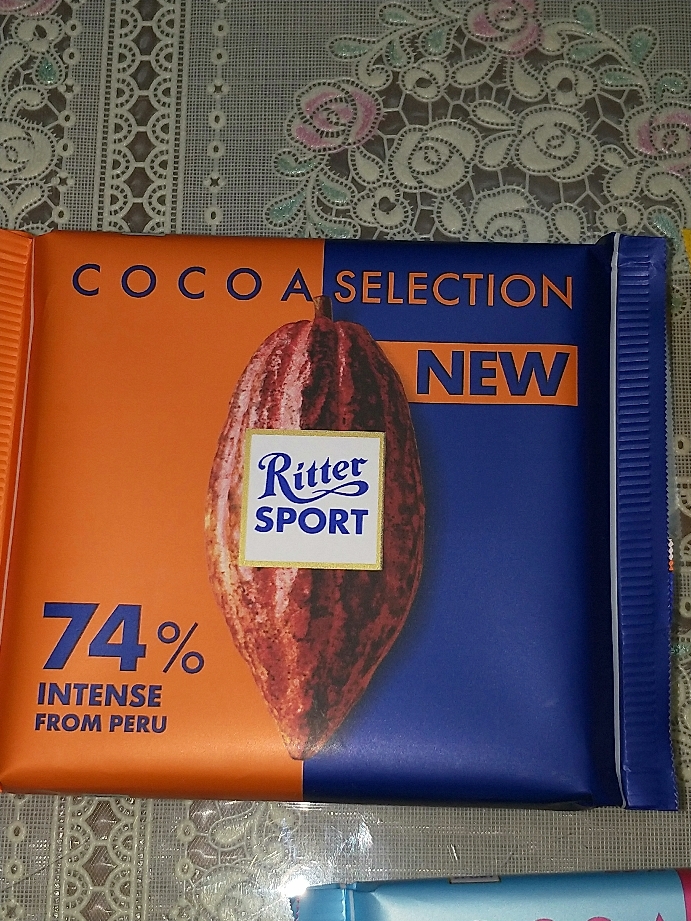 COCOA SELECTION
NEW
Ritter
SPORT
74%
INTENSE
FROM PERU